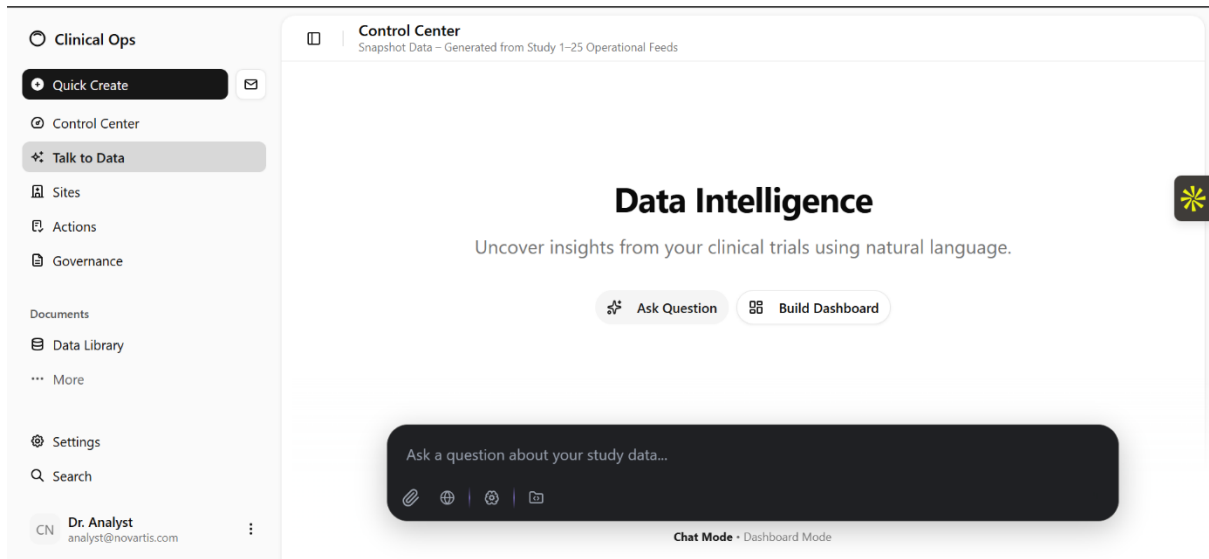 Clinical Ops
Quick Create
Control Center
Talk to Data
Sites
Actions
Governance
Documents
Data Library
More
Settings
Search
CN
Dr. Analyst
analyst@novartis.com
Control Center
Snapshot Data – Generated from Study 1–25 Operational Feeds
Data Intelligence
Uncover insights from your clinical trials using natural language.
Ask Question
Build Dashboard
Ask a question about your study data...
Chat Mode • Dashboard Mode